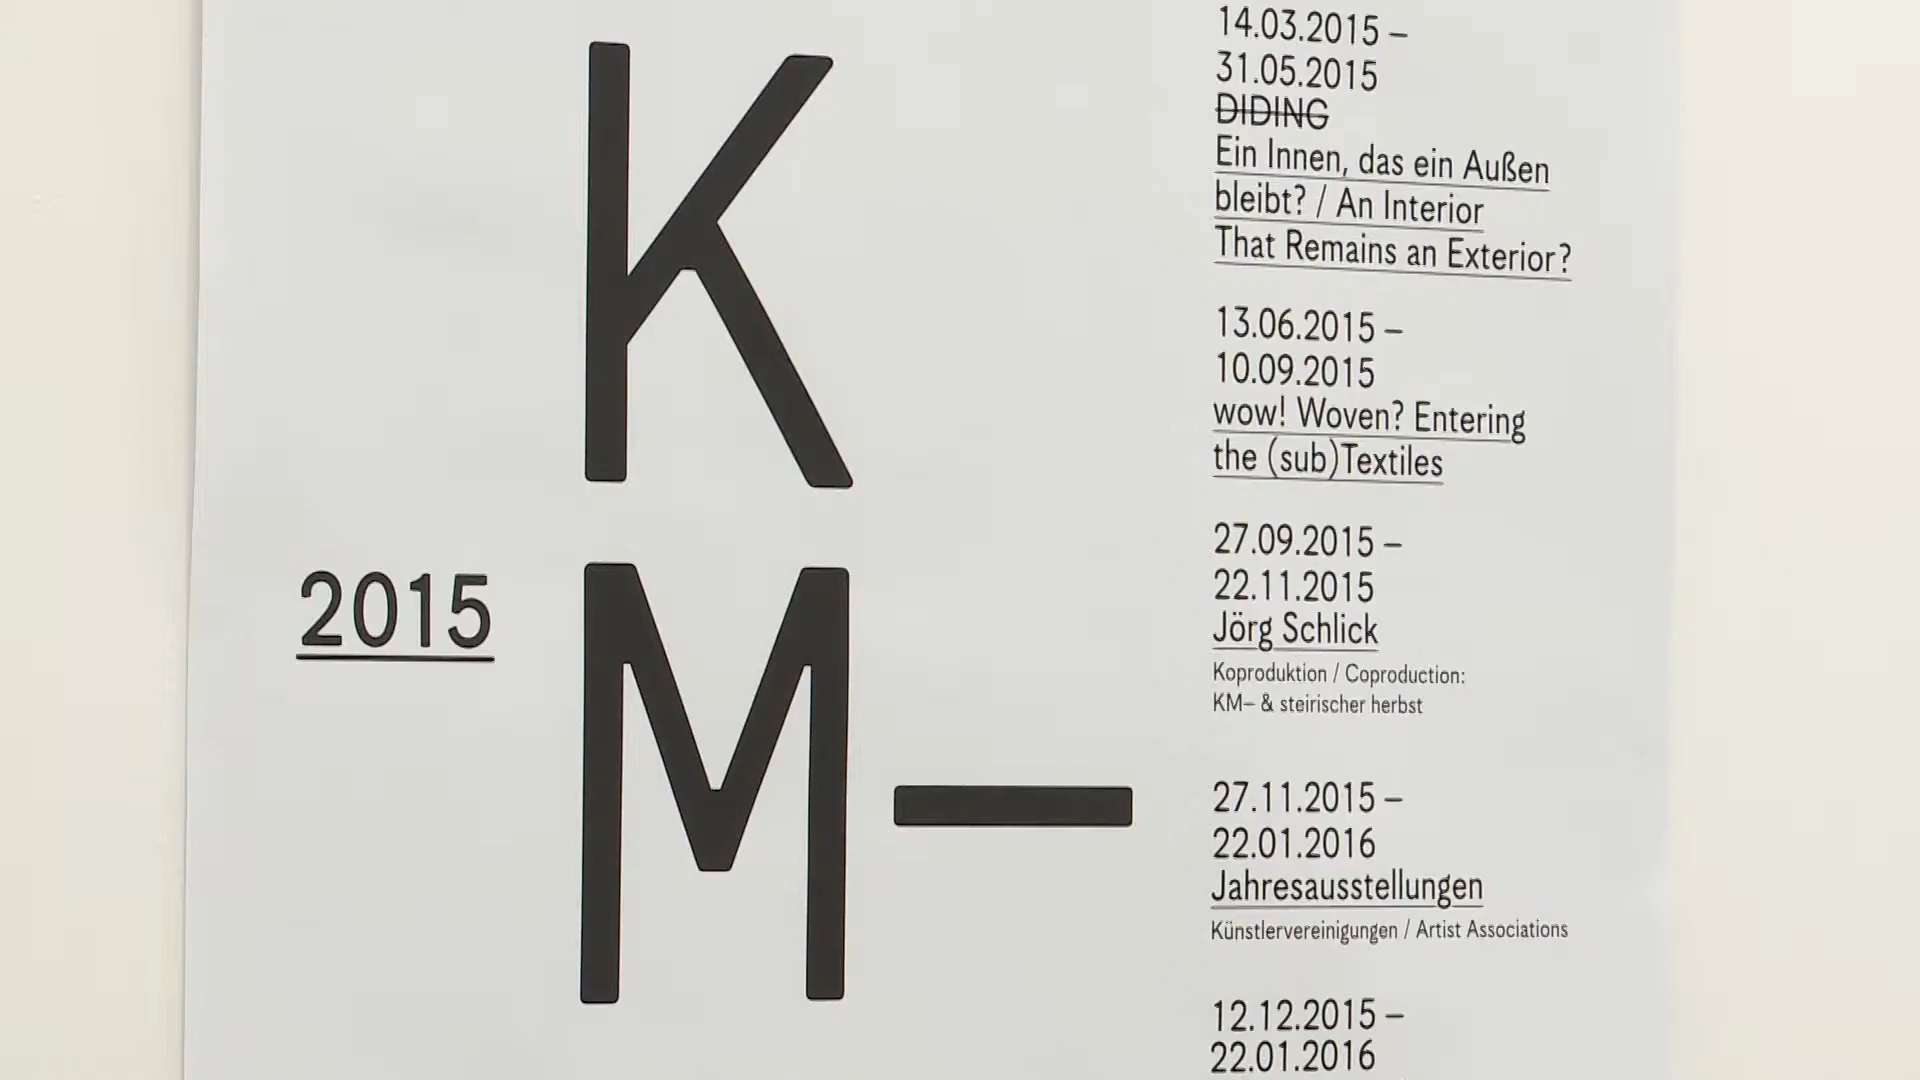 K
M–
2015
14.03.2015 –
31.05.2015
DIDING
Ein Innen, das ein Außen
bleibt? / An Interior
That Remains an Exterior?
13.06.2015 –
10.09.2015
wow! Woven? Entering
the (sub)Textiles
27.09.2015 –
22.11.2015
Jörg Schlick
Koproduktion / Coproduction:
KM– & steirischer herbst
27.11.2015 –
22.01.2016
Jahresausstellungen
Künstlervereinigungen / Artist Associations
12.12.2015 –
22.01.2016